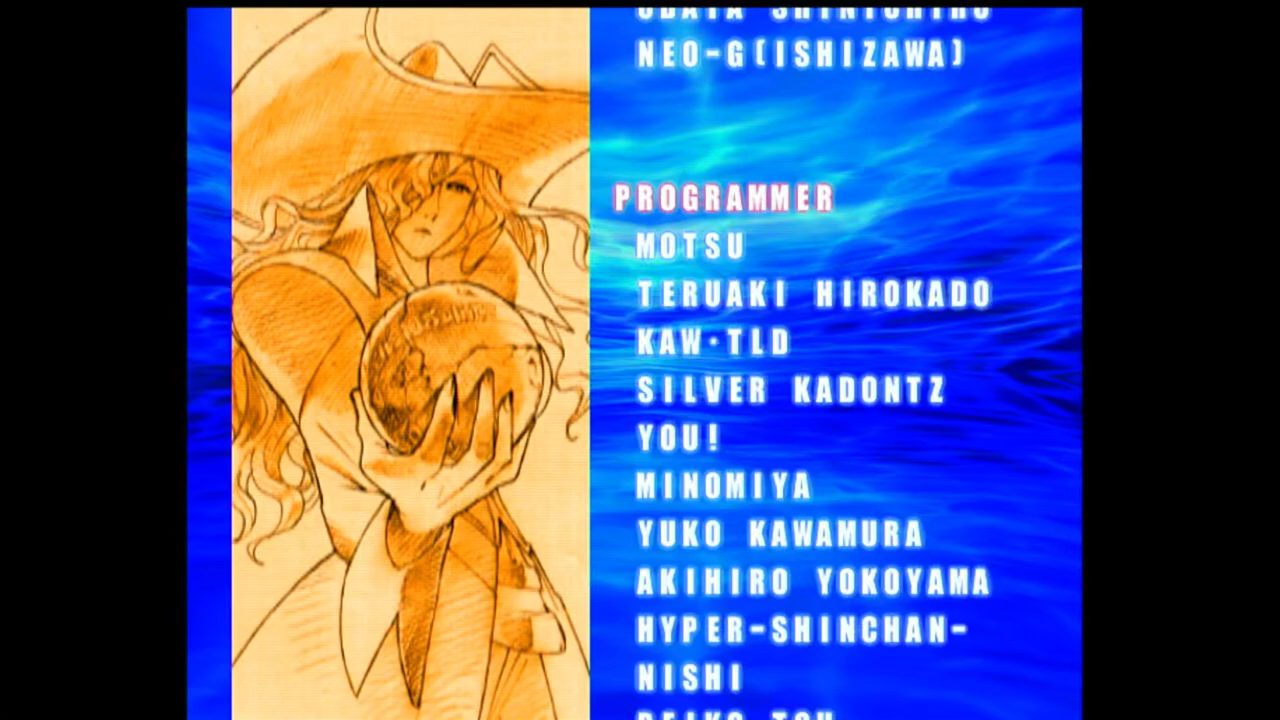 NEO-G(ISHIZAWA)
PROGRAMMER
MOTSU
TERUAKI HIROKADO
KAW·TLD
SILVER KADONTZ
YOU!
MINOMIYA
YUKO KAWAMURA
AKIHIRO YOKOYAMA
HYPER-SHINCHAN-
NISHI